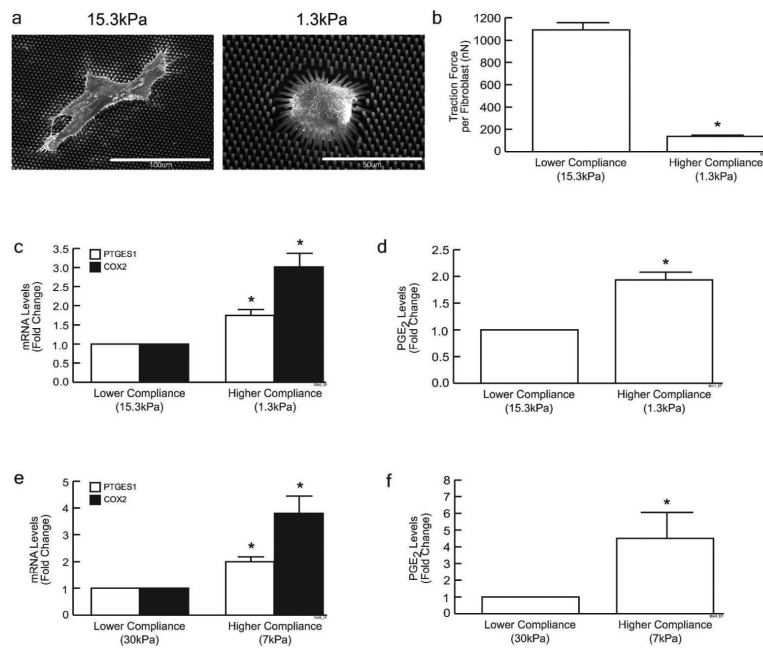 a
15.3kPa
1.3kPa
100um
50um
b
Traction Force
per Fibroblast (nN)
1200
1000
800
600
400
200
0
*
Lower Compliance
(15.3kPa)
Higher Compliance
(1.3kPa)
c
mRNA Levels
(Fold Change)
3.5
3.0
2.5
2.0
1.5
1.0
0.5
0.0
PTGES1
COX2
*
*
Lower Compliance
(15.3kPa)
Higher Compliance
(1.3kPa)
d
PGE2 Levels
(Fold Change)
2.5
2.0
1.5
1.0
0.5
0.0
*
Lower Compliance
(15.3kPa)
Higher Compliance
(1.3kPa)
e
mRNA Levels
(Fold Change)
5
4
3
2
1
0
PTGES1
COX2
*
*
Lower Compliance
(30kPa)
Higher Compliance
(7kPa)
f
PGE2 Levels
(Fold Change)
8
7
6
5
4
3
2
1
0
*
Lower Compliance
(30kPa)
Higher Compliance
(7kPa)